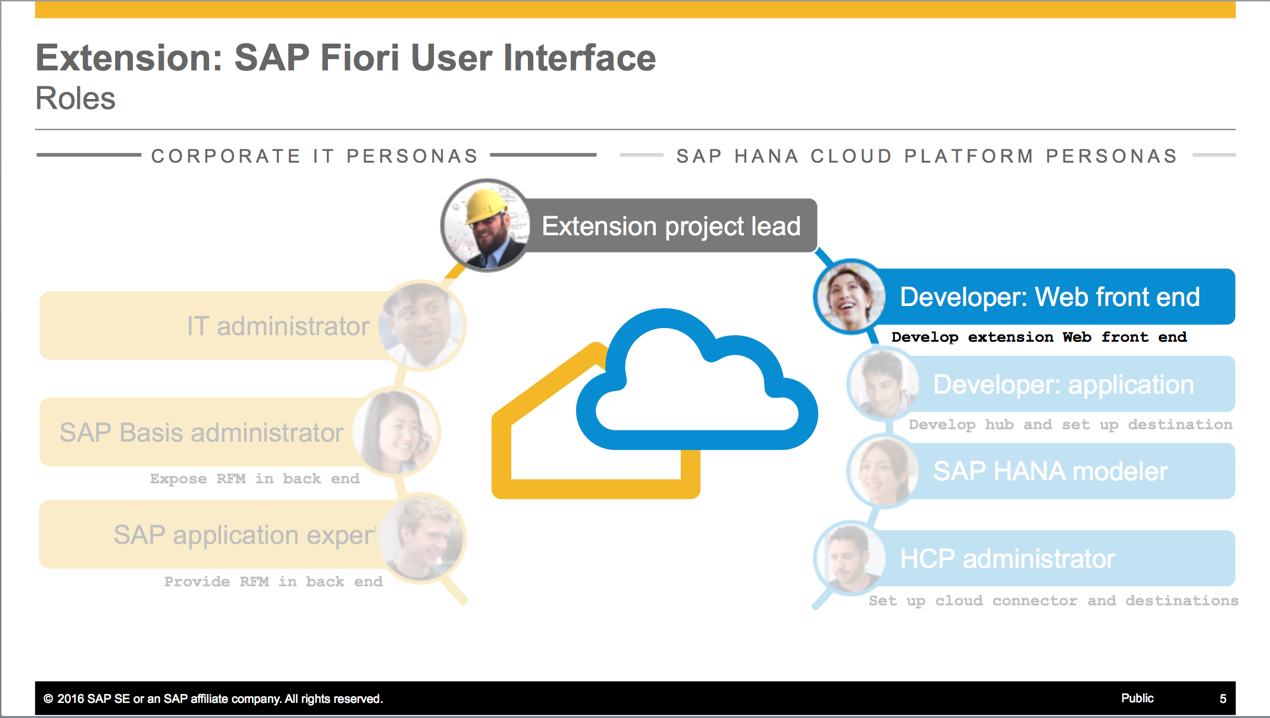 Extension: SAP Fiori User Interface
Roles
CORPORATE IT PERSONAS
SAP HANA CLOUD PLATFORM PERSONAS
Extension project lead
IT administrator
SAP Basis administrator
Expose RFM in back end
SAP application exper
Provide RFM in back end
Developer: Web front end
Develop extension Web front end
Developer: application
Develop hub and set up destination
SAP HANA modeler
HCP administrator
Set up cloud connector and destinations
© 2016 SAP SE or an SAP affiliate company. All rights reserved.
Public
5